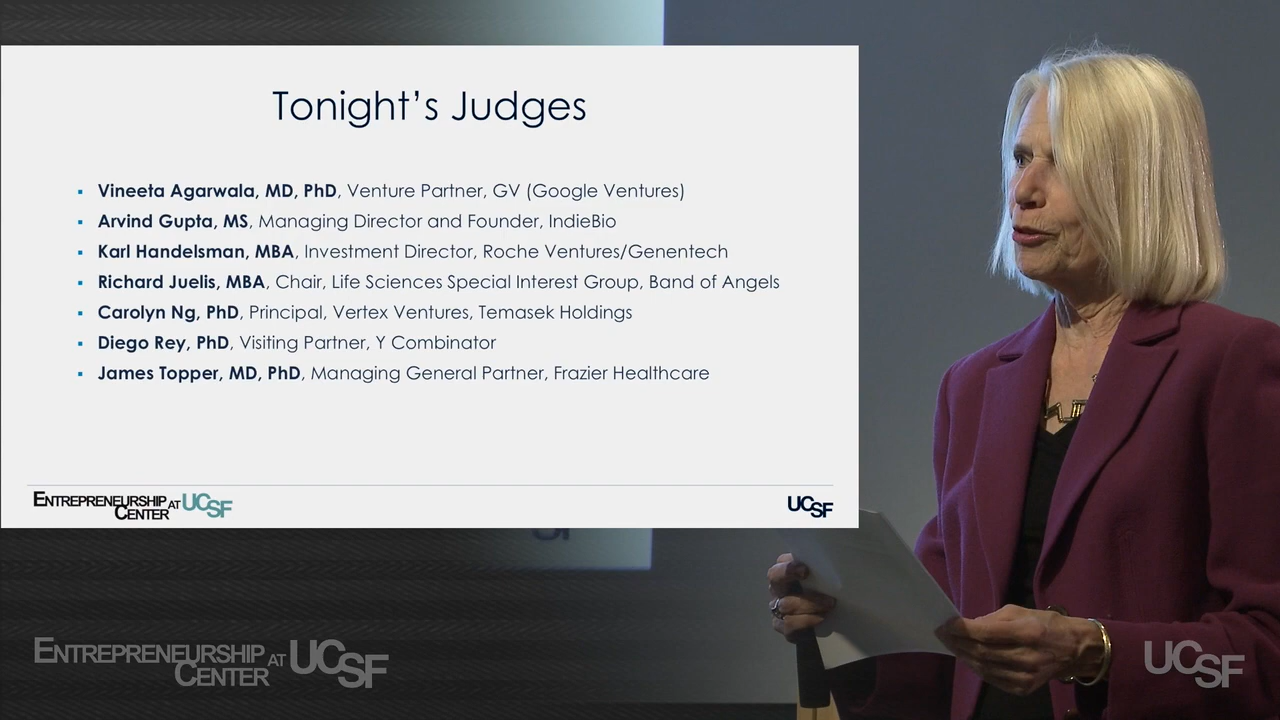 Tonight's Judges
▪ Vineeta Agarwala, MD, PhD, Venture Partner, GV (Google Ventures)
▪ Arvind Gupta, MS, Managing Director and Founder, IndieBio
▪ Karl Handelsman, MBA, Investment Director, Roche Ventures/Genentech
▪ Richard Juelis, MBA, Chair, Life Sciences Special Interest Group, Band of Angels
▪ Carolyn Ng, PhD, Principal, Vertex Ventures, Temasek Holdings
▪ Diego Rey, PhD, Visiting Partner, Y Combinator
▪ James Topper, MD, PhD, Managing General Partner, Frazier Healthcare
ENTREPRENEURSHIP AT UCSF
CENTER
UCSF
SF
ENTREPRENEURSHIP AT UCSF
CENTER
UCSF